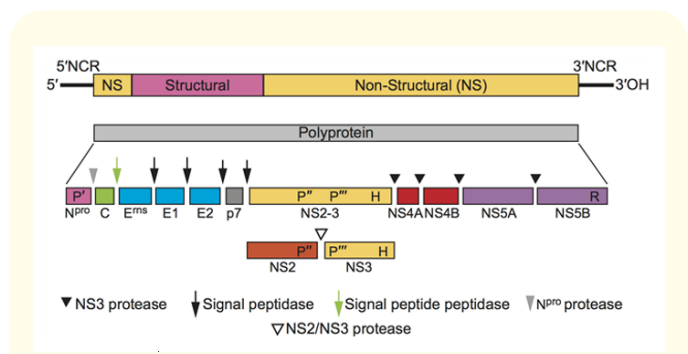 5′NCR 3′NCR
5′ NS Structural Non-Structural (NS) 3′OH
Polyprotein
P′ P″ P‴ H R
Npro C Erns E1 E2 p7 NS2-3 NS4A NS4B NS5A NS5B
P″ P‴ H
NS2 NS3
NS3 protease Signal peptidase Signal peptide peptidase Npro protease
NS2/NS3 protease